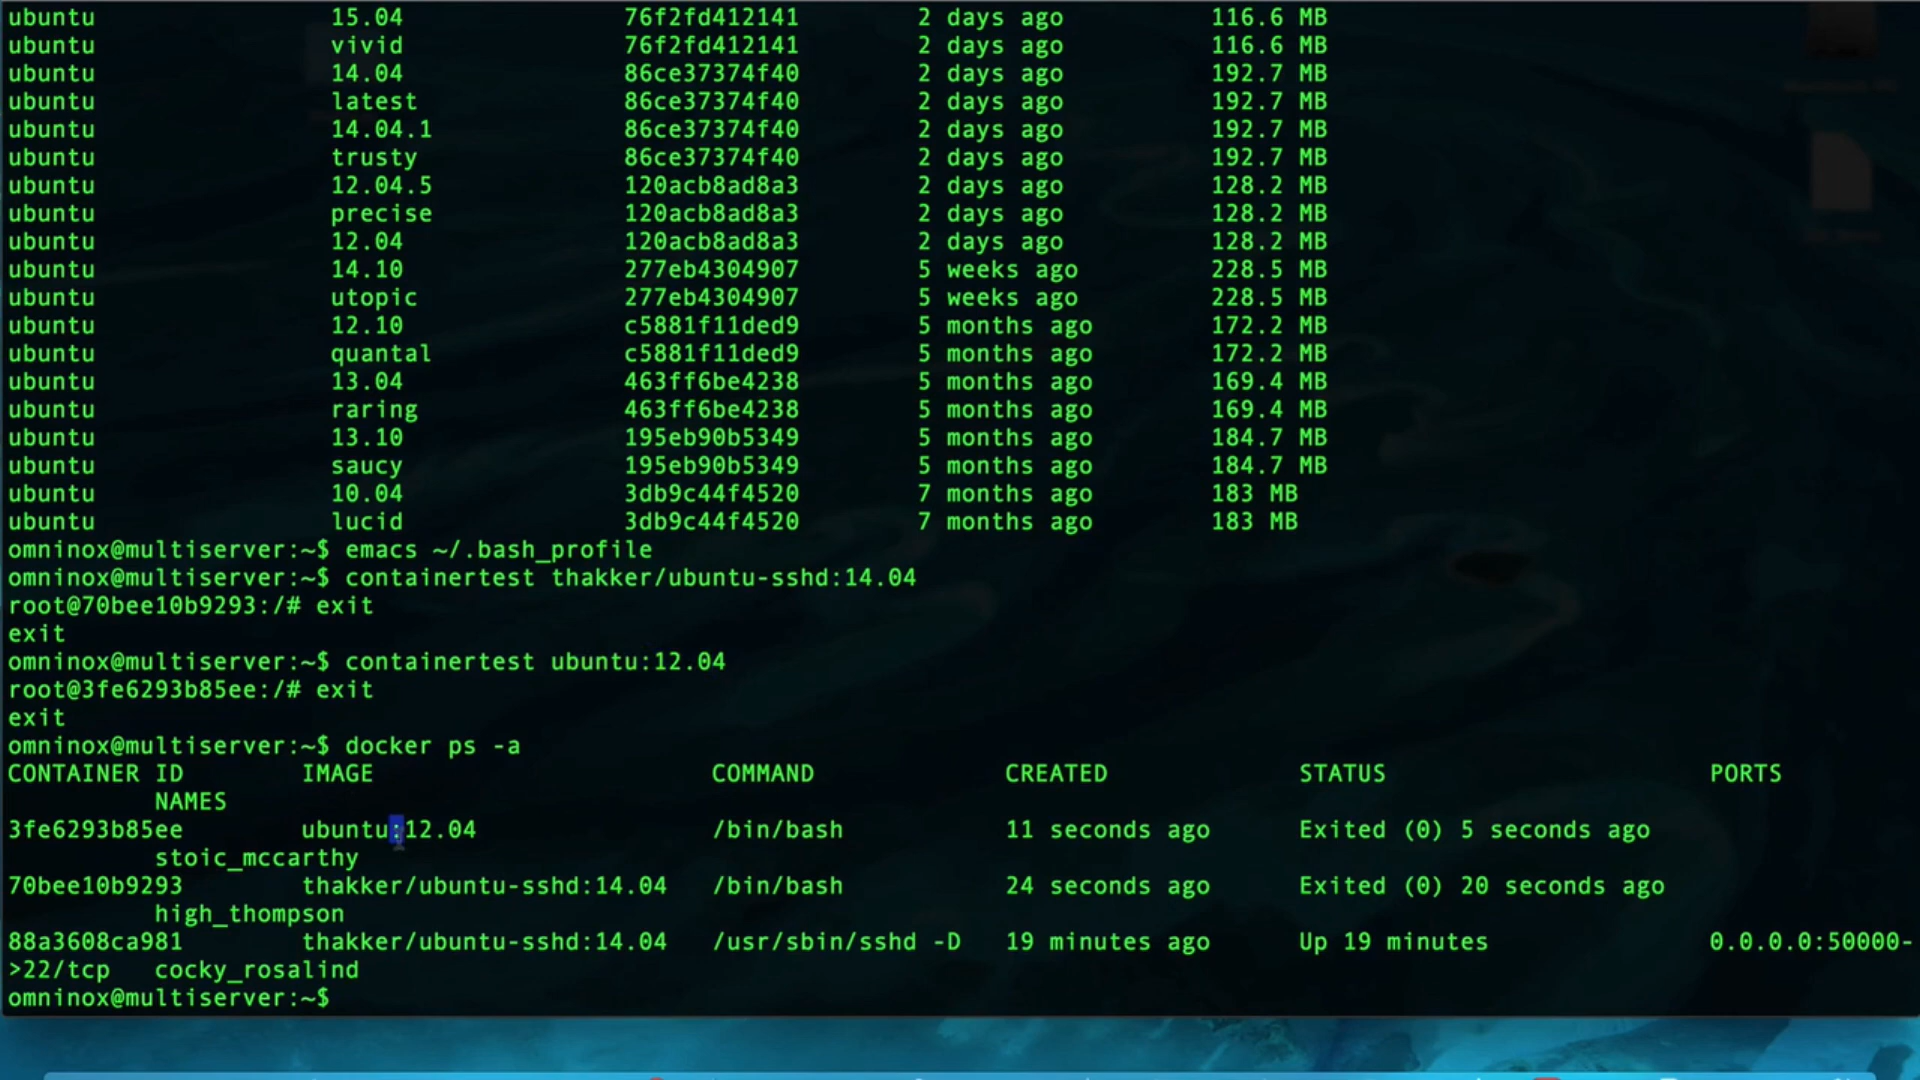 ubuntu 15.04 76f2fd412141 2 days ago 116.6 MB
ubuntu vivid 76f2fd412141 2 days ago 116.6 MB
ubuntu 14.04 86ce37374f40 2 days ago 192.7 MB
ubuntu latest 86ce37374f40 2 days ago 192.7 MB
ubuntu 14.04.1 86ce37374f40 2 days ago 192.7 MB
ubuntu trusty 86ce37374f40 2 days ago 192.7 MB
ubuntu 12.04.5 120acb8ad8a3 2 days ago 128.2 MB
ubuntu precise 120acb8ad8a3 2 days ago 128.2 MB
ubuntu 12.04 120acb8ad8a3 2 days ago 128.2 MB
ubuntu 14.10 277eb4304907 5 weeks ago 228.5 MB
ubuntu utopic 277eb4304907 5 weeks ago 228.5 MB
ubuntu 12.10 c5881f11ded9 5 months ago 172.2 MB
ubuntu quantal c5881f11ded9 5 months ago 172.2 MB
ubuntu 13.04 463ff6be4238 5 months ago 169.4 MB
ubuntu raring 463ff6be4238 5 months ago 169.4 MB
ubuntu 13.10 195eb90b5349 5 months ago 184.7 MB
ubuntu saucy 195eb90b5349 5 months ago 184.7 MB
ubuntu 10.04 3db9c44f4520 7 months ago 183 MB
ubuntu lucid 3db9c44f4520 7 months ago 183 MB
omninox@multiserver:~$ emacs ~/.bash_profile
omninox@multiserver:~$ containertest thakker/ubuntu-sshd:14.04
root@70bee10b9293:/# exit
exit
omninox@multiserver:~$ containertest ubuntu:12.04
root@3fe6293b85ee:/# exit
exit
omninox@multiserver:~$ docker ps -a
CONTAINER ID IMAGE COMMAND CREATED STATUS PORTS
NAMES
3fe6293b85ee ubuntu:12.04 /bin/bash 11 seconds ago Exited (0) 5 seconds ago
stoic_mccarthy
70bee10b9293 thakker/ubuntu-sshd:14.04 /bin/bash 24 seconds ago Exited (0) 20 seconds ago
high_thompson
88a3608ca981 thakker/ubuntu-sshd:14.04 /usr/sbin/sshd -D 19 minutes ago Up 19 minutes 0.0.0.0:50000-
>22/tcp cocky_rosalind
omninox@multiserver:~$